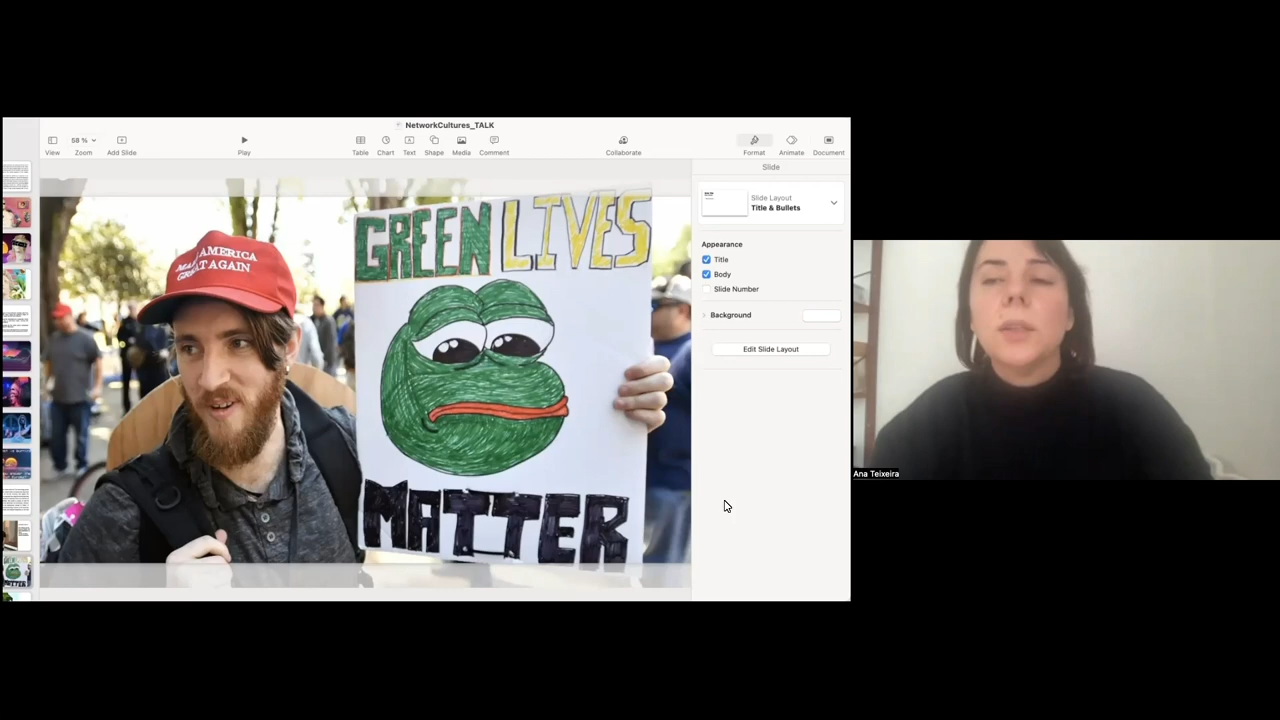 NetworkCultures_TALK
58 %
View
Zoom
Add Slide
Play
Table
Chart
Text
Shape
Media
Comment
Collaborate
Format
Animate
Document
Slide
Slide Layout
Title & Bullets
Appearance
Title
Body
Slide Number
Background
Edit Slide Layout
MAKE AMERICA
GREAT AGAIN
GREEN LIVES
MATTER
Ana Teixeira